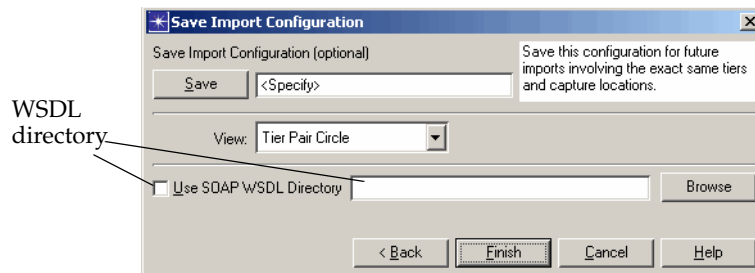 Save Import Configuration
Save Import Configuration (optional)
Save
<Specify>
Save this configuration for future
imports involving the exact same tiers
and capture locations.
WSDL
directory
View:
Tier Pair Circle
Use SOAP WSDL Directory
Browse
< Back
Finish
Cancel
Help